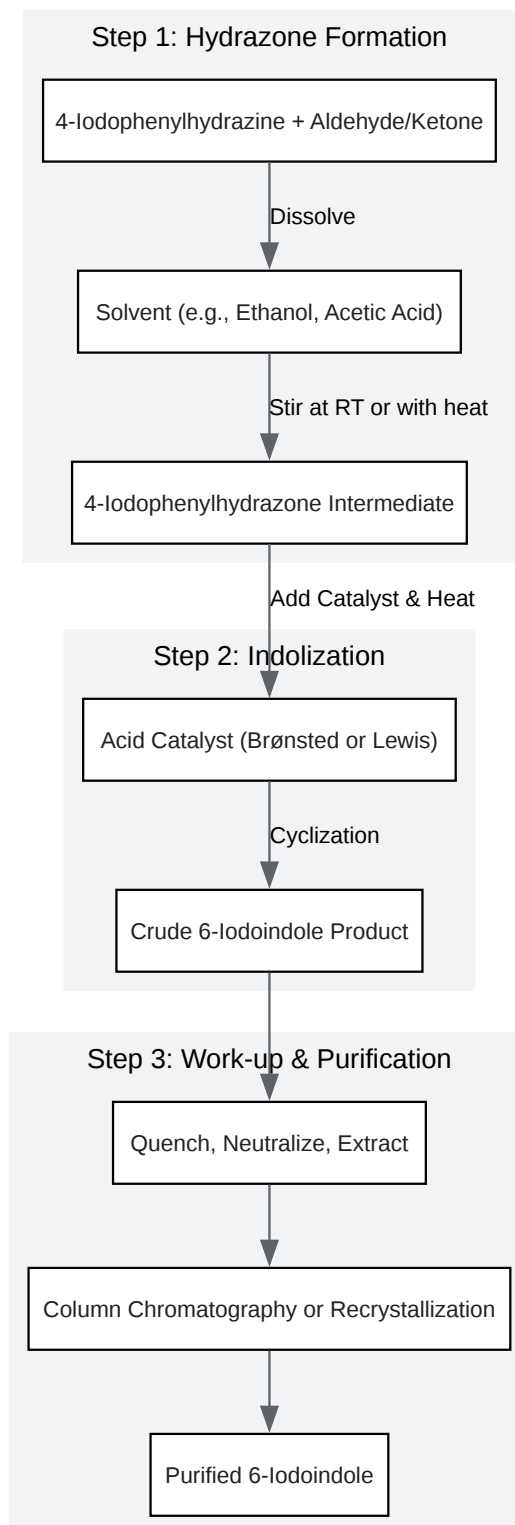 Step 1: Hydrazone Formation
4-Iodophenylhydrazine + Aldehyde/Ketone
Dissolve
Solvent (e.g., Ethanol, Acetic Acid)
Stir at RT or with heat
4-Iodophenylhydrazone Intermediate
Add Catalyst & Heat
Step 2: Indolization
Acid Catalyst (Brønsted or Lewis)
Cyclization
Crude 6-Iodoindole Product
Step 3: Work-up & Purification
Quench, Neutralize, Extract
Column Chromatography or Recrystallization
Purified 6-Iodoindole